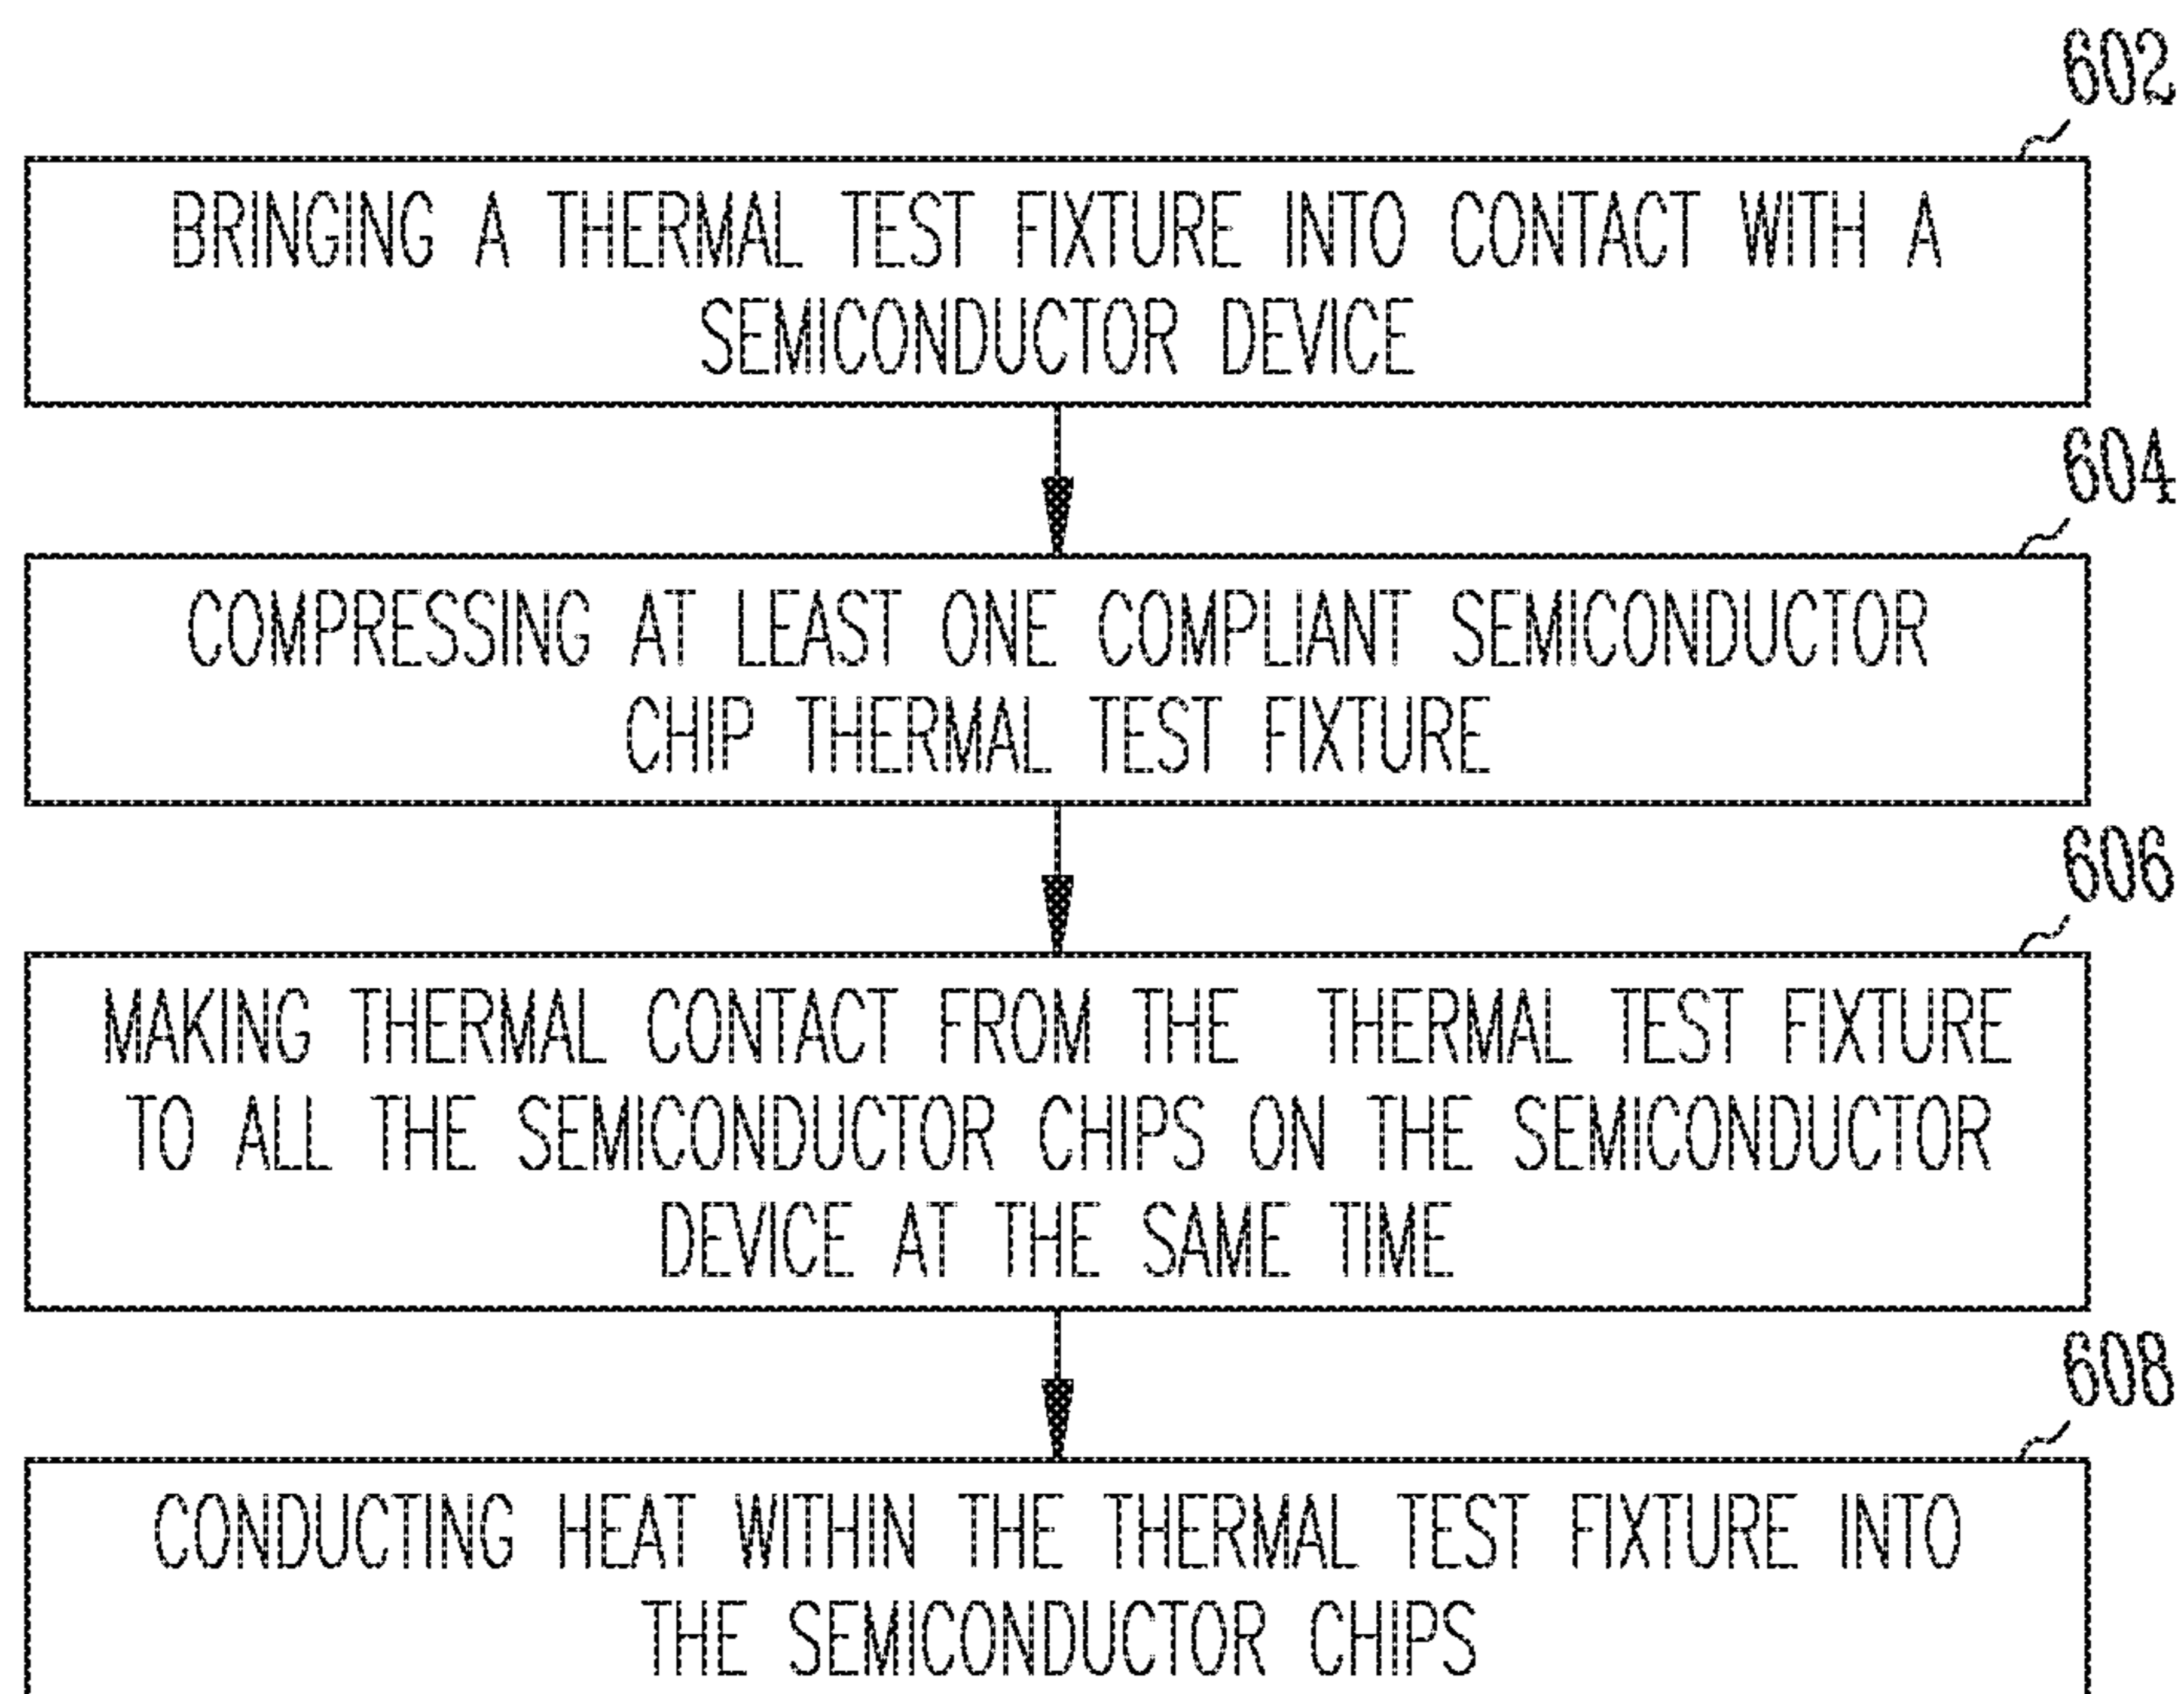 602
BRINGING A THERMAL TEST FIXTURE INTO CONTACT WITH A
SEMICONDUCTOR DEVICE
604
COMPRESSING AT LEAST ONE COMPLIANT SEMICONDUCTOR
CHIP THERMAL TEST FIXTURE
606
MAKING THERMAL CONTACT FROM THE THERMAL TEST FIXTURE
TO ALL THE SEMICONDUCTOR CHIPS ON THE SEMICONDUCTOR
DEVICE AT THE SAME TIME
608
CONDUCTING HEAT WITHIN THE THERMAL TEST FIXTURE INTO
THE SEMICONDUCTOR CHIPS